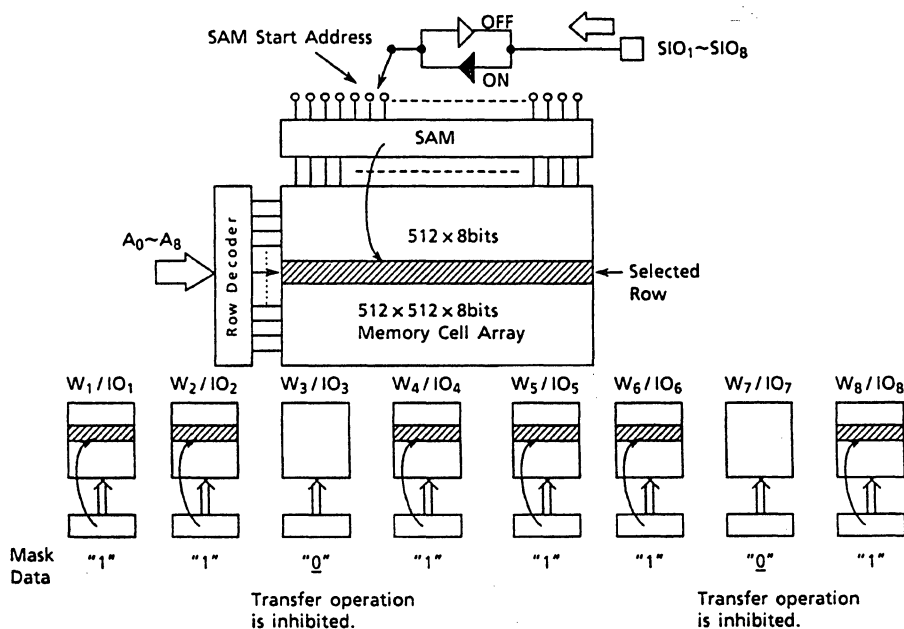 OFF
SAM Start Address
SIO₁~SIO₈
ON
SAM
512 × 8bits
A₀~A₈
Row Decoder
Selected
Row
512 × 512 × 8bits
Memory Cell Array
W₁/IO₁ W₂/IO₂ W₃/IO₃ W₄/IO₄ W₅/IO₅ W₆/IO₆ W₇/IO₇ W₈/IO₈
Mask
Data
"1" "1" "0" "1" "1" "1" "0" "1"
Transfer operation
is inhibited.
Transfer operation
is inhibited.